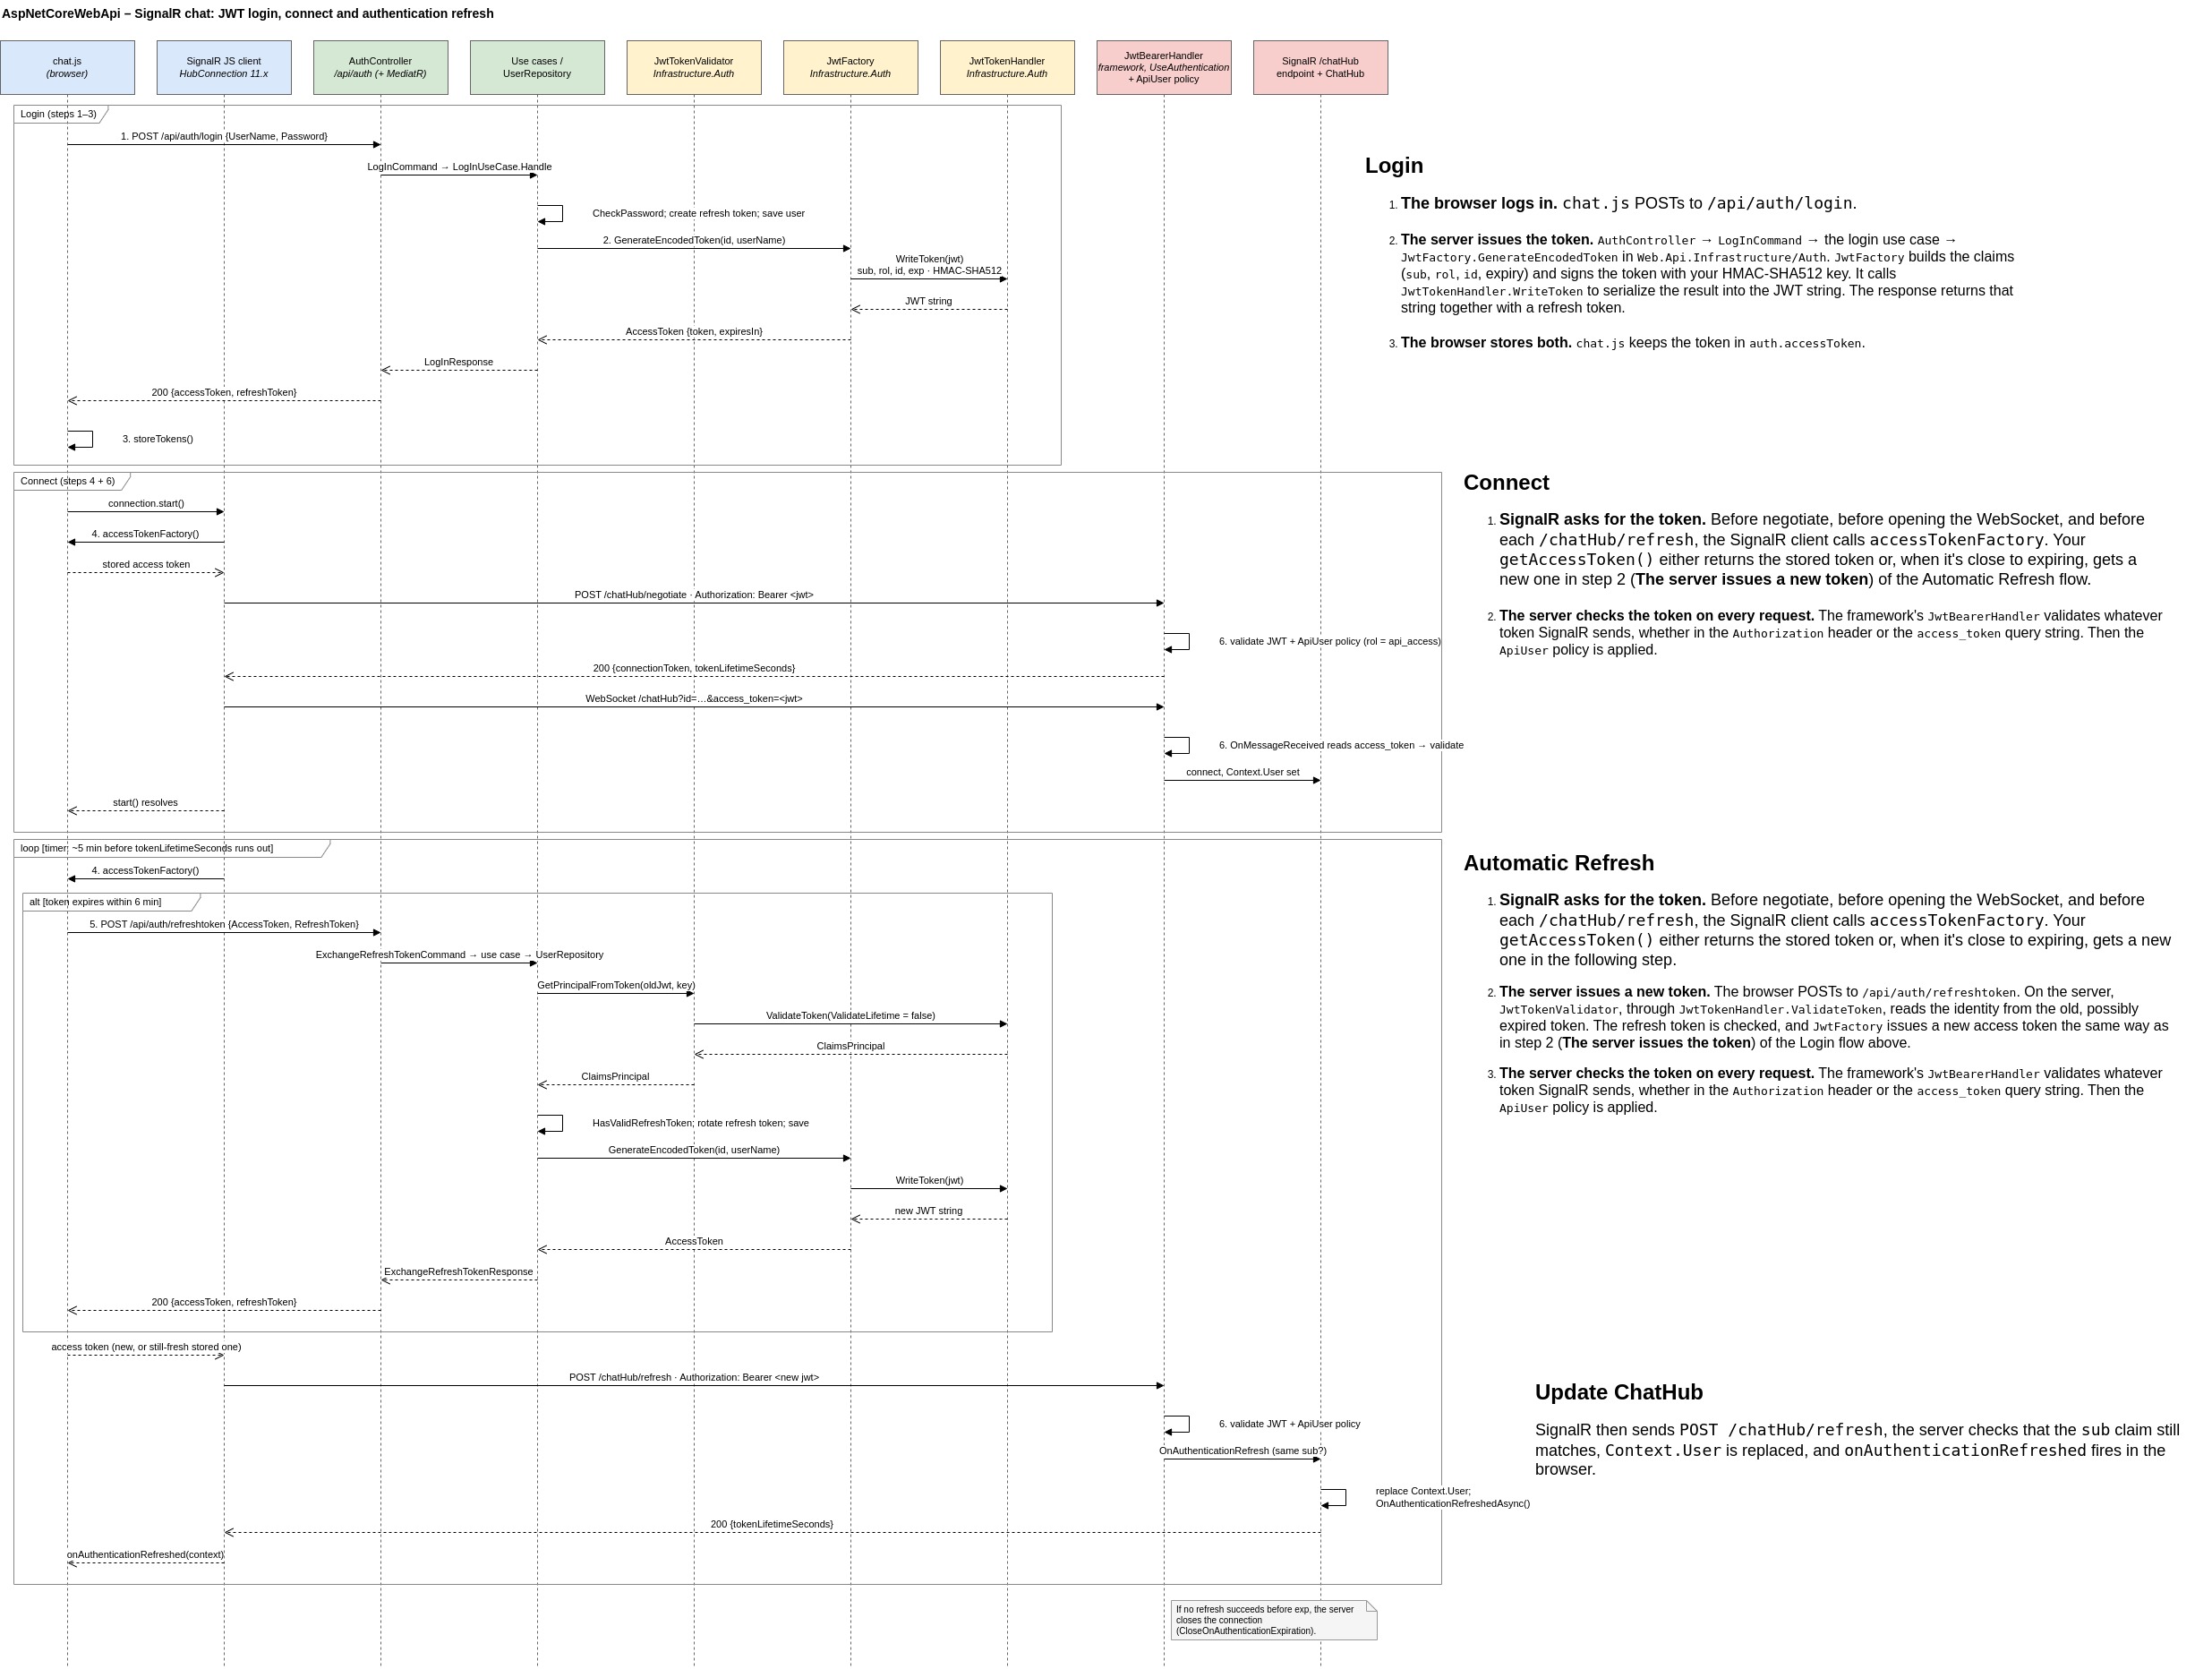 AspNetCoreWebApi – SignalR chat: JWT login, connect and authentication refresh
chat.js
(browser)
SignalR JS client
HubConnection 11.x
AuthController
/api/auth (+ MediatR)
Use cases /
UserRepository
JwtTokenValidator
Infrastructure.Auth
JwtFactory
Infrastructure.Auth
JwtTokenHandler
Infrastructure.Auth
JwtBearerHandler
framework, UseAuthentication
+ ApiUser policy
SignalR /chatHub
endpoint + ChatHub
Login (steps 1–3)
1. POST /api/auth/login {UserName, Password}
LogInCommand → LogInUseCase.Handle
CheckPassword; create refresh token; save user
2. GenerateEncodedToken(id, userName)
WriteToken(jwt)
sub, rol, id, exp · HMAC-SHA512
JWT string
AccessToken {token, expiresIn}
LogInResponse
200 {accessToken, refreshToken}
3. storeTokens()
Login
1. The browser logs in. chat.js POSTs to /api/auth/login.
2. The server issues the token. AuthController → LogInCommand → the login use case →
JwtFactory.GenerateEncodedToken in Web.Api.Infrastructure/Auth. JwtFactory builds the claims
(sub, rol, id, expiry) and signs the token with your HMAC-SHA512 key. It calls
JwtTokenHandler.WriteToken to serialize the result into the JWT string. The response returns that
string together with a refresh token.
3. The browser stores both. chat.js keeps the token in auth.accessToken.
Connect (steps 4 + 6)
connection.start()
4. accessTokenFactory()
stored access token
POST /chatHub/negotiate · Authorization: Bearer <jwt>
6. validate JWT + ApiUser policy (rol = api_access)
200 {connectionToken, tokenLifetimeSeconds}
WebSocket /chatHub?id=…&access_token=<jwt>
6. OnMessageReceived reads access_token → validate
connect, Context.User set
start() resolves
Connect
1. SignalR asks for the token. Before negotiate, before opening the WebSocket, and before
each /chatHub/refresh, the SignalR client calls accessTokenFactory. Your
getAccessToken() either returns the stored token or, when it's close to expiring, gets a
new one in step 2 (The server issues a new token) of the Automatic Refresh flow.
2. The server checks the token on every request. The framework's JwtBearerHandler validates whatever
token SignalR sends, whether in the Authorization header or the access_token query string. Then the
ApiUser policy is applied.
loop [timer: ~5 min before tokenLifetimeSeconds runs out]
4. accessTokenFactory()
alt [token expires within 6 min]
5. POST /api/auth/refreshtoken {AccessToken, RefreshToken}
ExchangeRefreshTokenCommand → use case → UserRepository
GetPrincipalFromToken(oldJwt, key)
ValidateToken(ValidateLifetime = false)
ClaimsPrincipal
ClaimsPrincipal
HasValidRefreshToken; rotate refresh token; save
GenerateEncodedToken(id, userName)
WriteToken(jwt)
new JWT string
AccessToken
ExchangeRefreshTokenResponse
200 {accessToken, refreshToken}
Automatic Refresh
1. SignalR asks for the token. Before negotiate, before opening the WebSocket, and before
each /chatHub/refresh, the SignalR client calls accessTokenFactory. Your
getAccessToken() either returns the stored token or, when it's close to expiring, gets a new
one in the following step.
2. The server issues a new token. The browser POSTs to /api/auth/refreshtoken. On the server,
JwtTokenValidator, through JwtTokenHandler.ValidateToken, reads the identity from the old, possibly
expired token. The refresh token is checked, and JwtFactory issues a new access token the same way as
in step 2 (The server issues the token) of the Login flow above.
3. The server checks the token on every request. The framework's JwtBearerHandler validates whatever
token SignalR sends, whether in the Authorization header or the access_token query string. Then the
ApiUser policy is applied.
access token (new, or still-fresh stored one)
POST /chatHub/refresh · Authorization: Bearer <new jwt>
6. validate JWT + ApiUser policy
OnAuthenticationRefresh (same sub?)
replace Context.User;
OnAuthenticationRefreshedAsync()
200 {tokenLifetimeSeconds}
onAuthenticationRefreshed(context)
Update ChatHub
SignalR then sends POST /chatHub/refresh, the server checks that the sub claim still
matches, Context.User is replaced, and onAuthenticationRefreshed fires in the
browser.
If no refresh succeeds before exp, the server
closes the connection
(CloseOnAuthenticationExpiration).